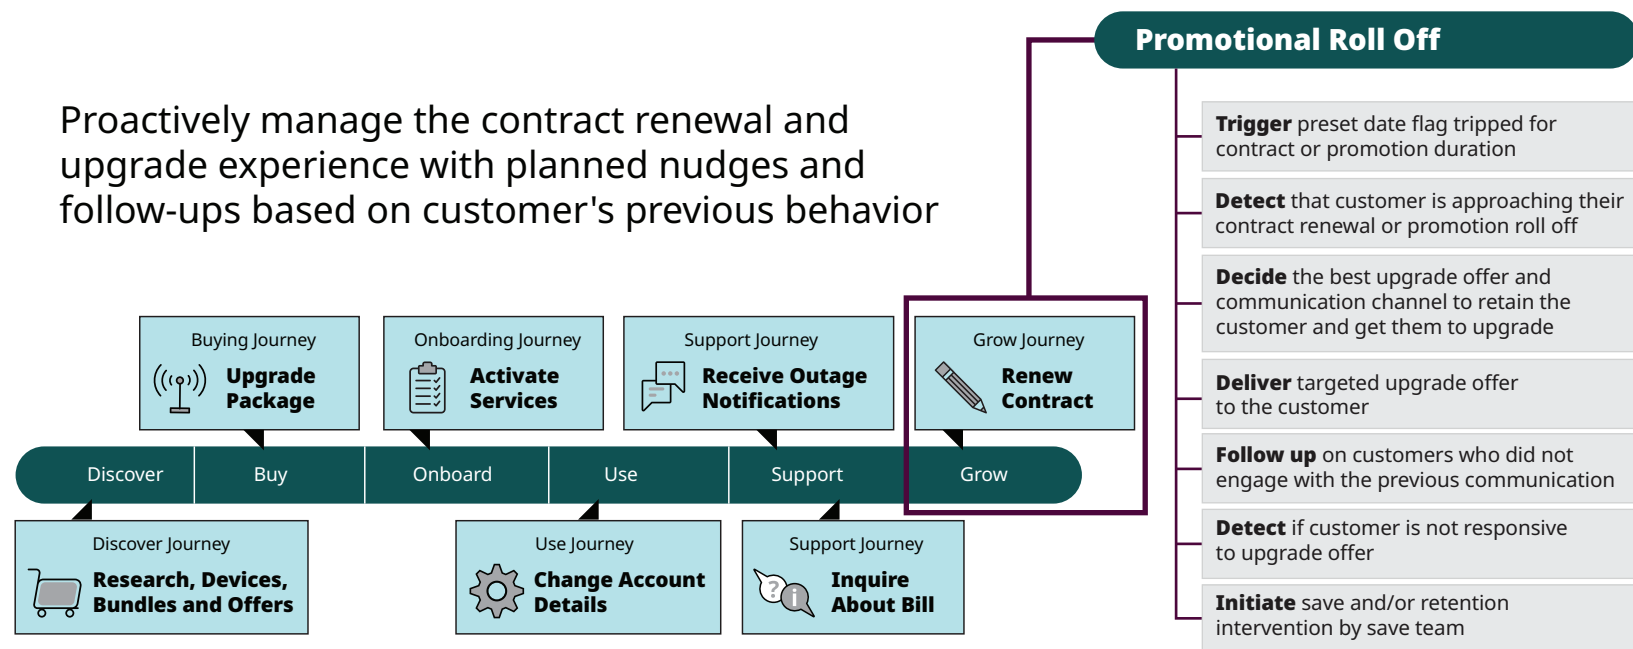 Promotional Roll Off
Proactively manage the contract renewal and
upgrade experience with planned nudges and
follow-ups based on customer's previous behavior
Trigger preset date flag tripped for
contract or promotion duration
Detect that customer is approaching their
contract renewal or promotion roll off
Decide the best upgrade offer and
communication channel to retain the
customer and get them to upgrade
Deliver targeted upgrade offer
to the customer
Follow up on customers who did not
engage with the previous communication
Detect if customer is not responsive
to upgrade offer
Initiate save and/or retention
intervention by save team
Buying Journey
Upgrade
Package
Onboarding Journey
Activate
Services
Support Journey
Receive Outage
Notifications
Grow Journey
Renew
Contract
Discover
Buy
Onboard
Use
Support
Grow
Discover Journey
Research, Devices,
Bundles and Offers
Use Journey
Change Account
Details
Support Journey
? i
Inquire
About Bill